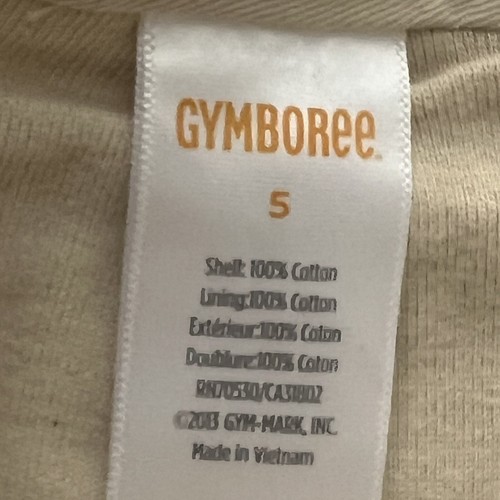 GYMBOREE
5
Shell: 100% Cotton
Lining:100% Cotton
Extérieur:100% Coton
Doublure:100% Coton
RN70530/CA31802
©2013 GYM-MARK, INC.
Made in Vietnam